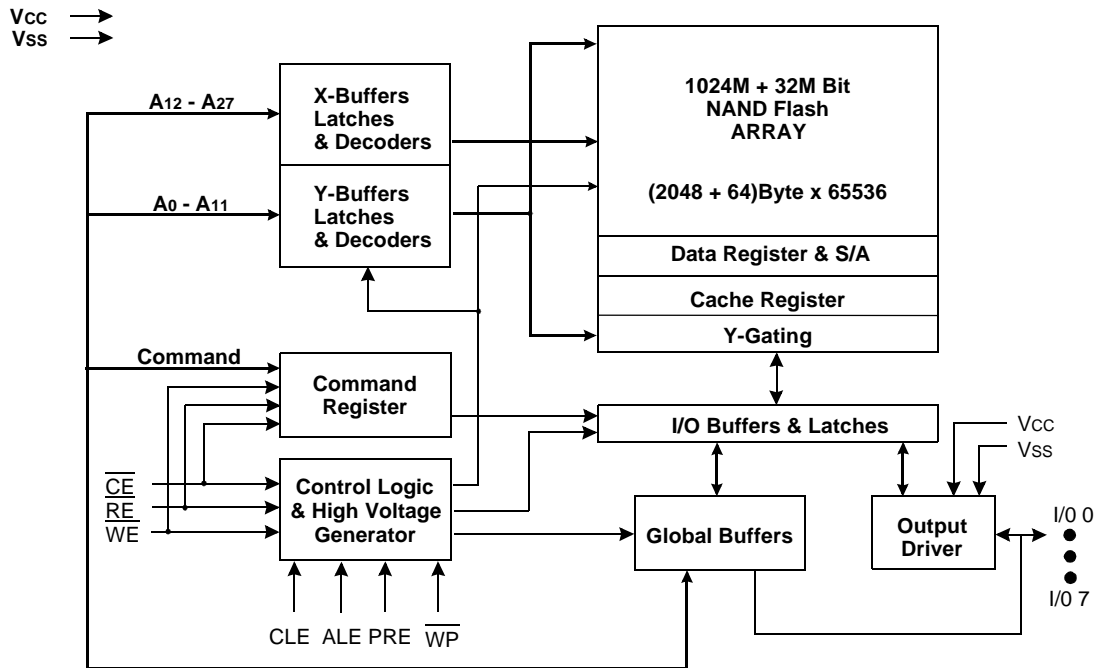 VCC
VSS
A12 - A27
X-Buffers
Latches
& Decoders
A0 - A11
Y-Buffers
Latches
& Decoders
1024M + 32M Bit
NAND Flash
ARRAY
(2048 + 64)Byte x 65536
Data Register & S/A
Cache Register
Y-Gating
Command
Command
Register
I/O Buffers & Latches
VCC
VSS
CE
RE
WE
Control Logic
& High Voltage
Generator
Global Buffers
Output
Driver
I/0 0
I/0 7
CLE ALE PRE WP